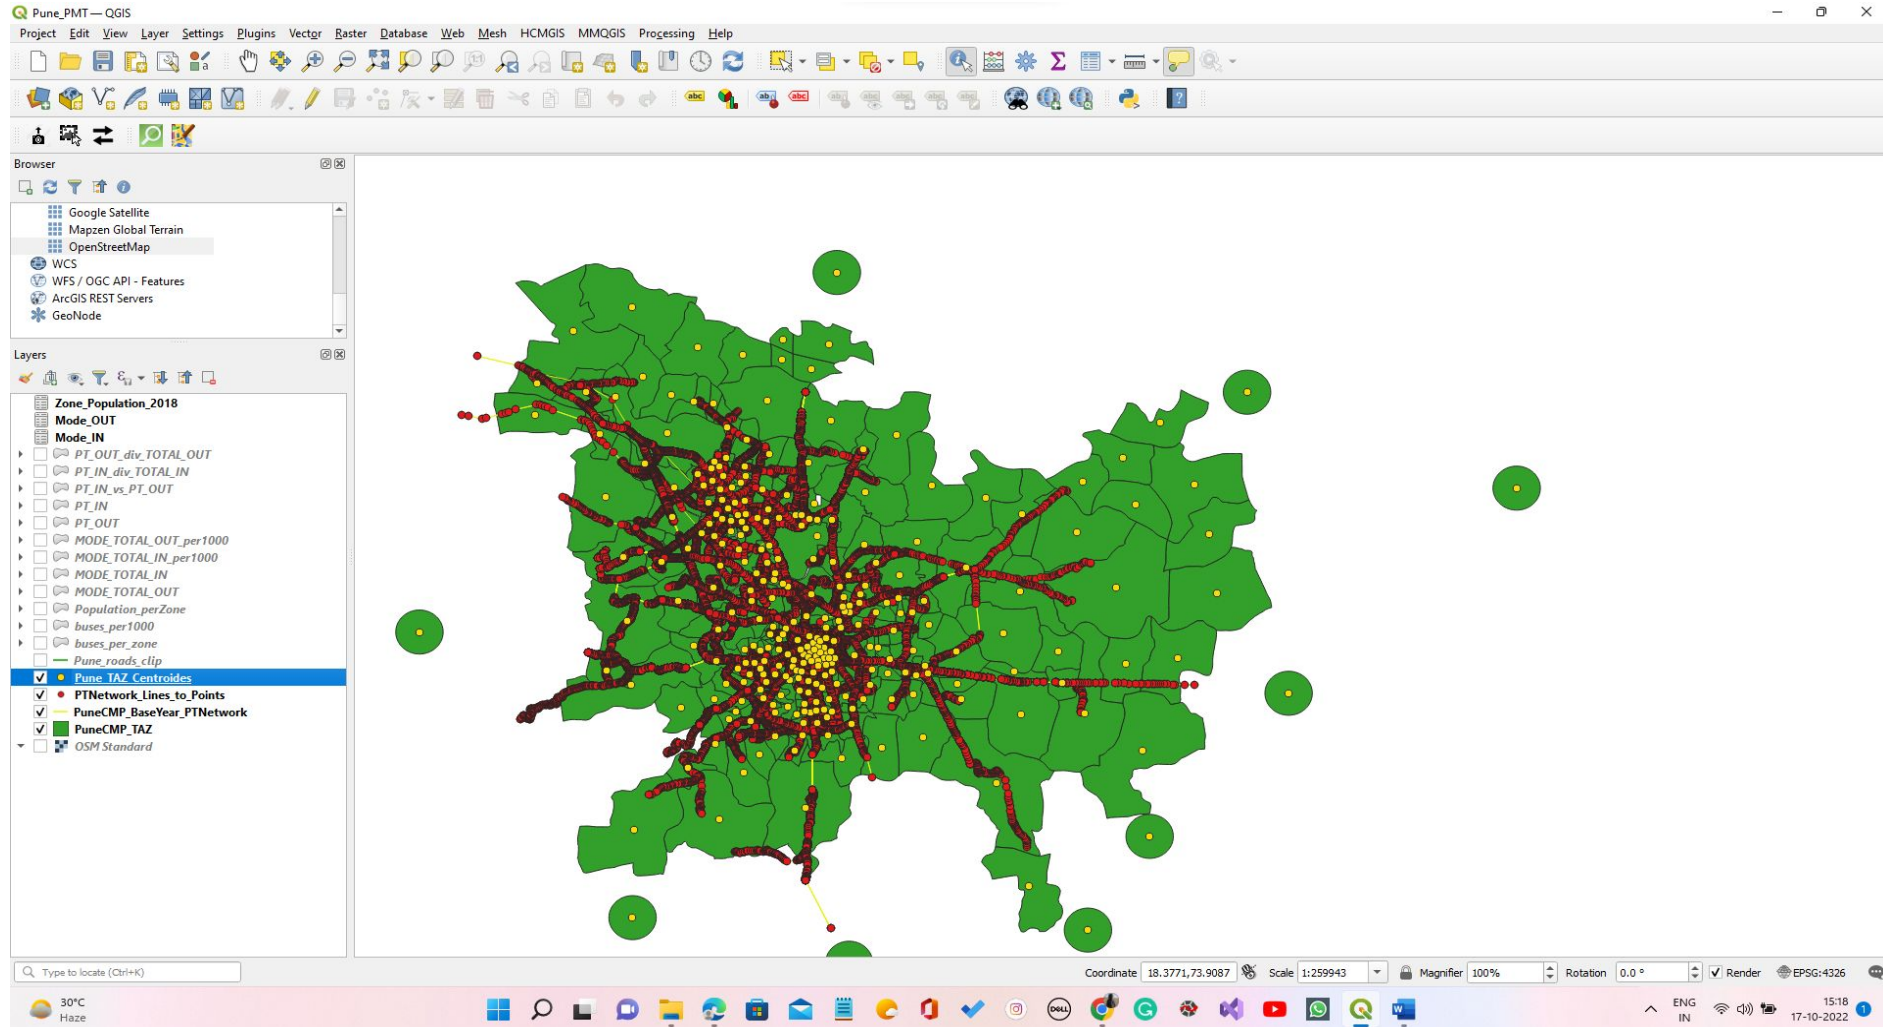 Pune_PMT — QGIS
Project Edit View Layer Settings Plugins Vector Raster Database Web Mesh HCMGIS MMQGIS Processing Help
Browser
Google Satellite
Mapzen Global Terrain
OpenStreetMap
WCS
WFS / OGC API - Features
ArcGIS REST Servers
GeoNode
Layers
Zone_Population_2018
Mode_OUT
Mode_IN
PT_OUT_div_TOTAL_OUT
PT_IN_div_TOTAL_IN
PT_IN_vs_PT_OUT
PT_IN
PT_OUT
MODE_TOTAL_OUT_per1000
MODE_TOTAL_IN_per1000
MODE_TOTAL_IN
MODE_TOTAL_OUT
Population_perZone
buses_per1000
buses_per_zone
Pune_roads_clip
Pune_TAZ_Centroides
PTNetwork_Lines_to_Points
PuneCMP_BaseYear_PTNetwork
PuneCMP_TAZ
OSM Standard
Type to locate (Ctrl+K)
Coordinate 18.3771,73.9087 Scale 1:259943 Magnifier 100% Rotation 0.0 ° Render EPSG:4326
30°C
Haze
ENG
IN
15:18
17-10-2022
1